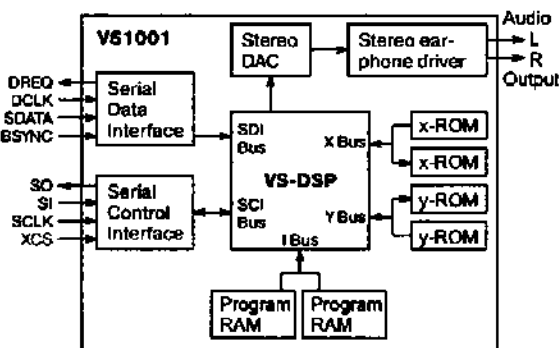 VS1001
Audio
L
R
Output
Stereo
DAC
Stereo ear-
phone driver
DREQ
DCLK
SDATA
BSYNC
Serial
Data
Interface
SDI
Bus
X Bus
x-ROM
x-ROM
VS-DSP
SO
SI
SCLK
XCS
Serial
Control
Interface
SCI
Bus
Y Bus
y-ROM
y-ROM
I Bus
Program
RAM
Program
RAM